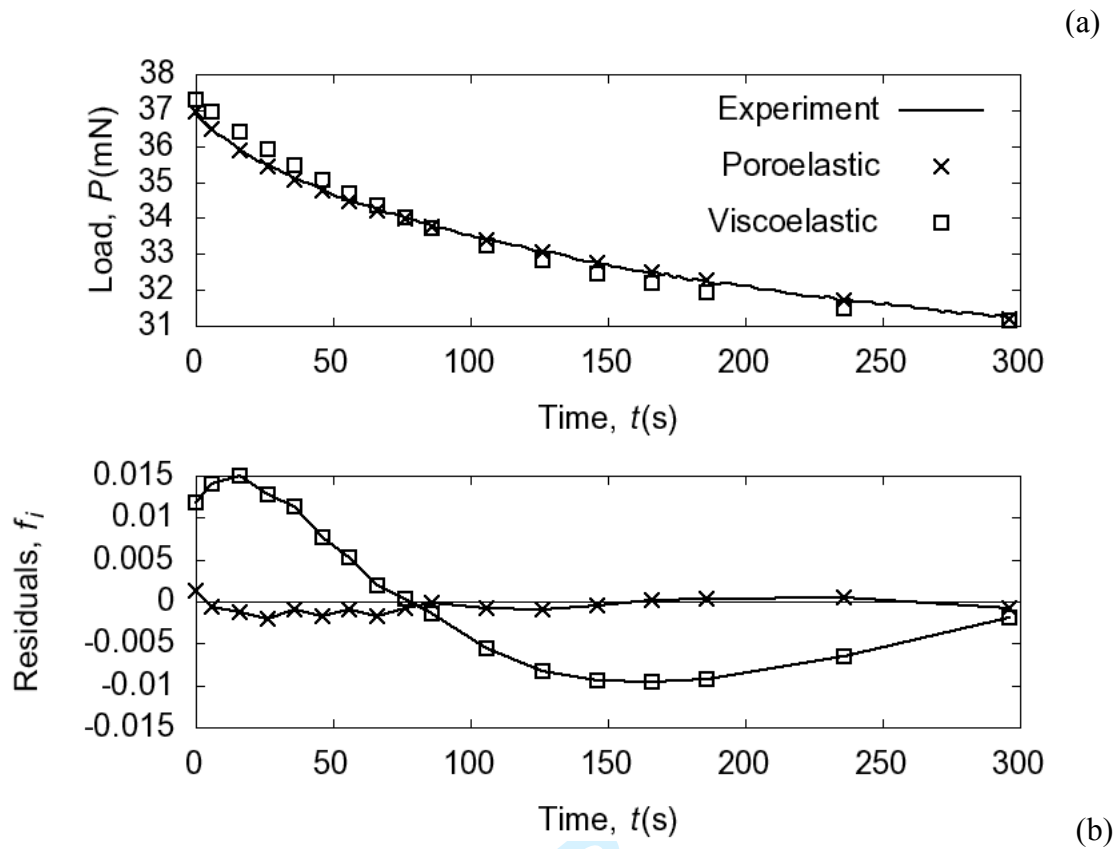 (a)
38
37
36
35
34
33
32
31
Load, P(mN)
Experiment
Poroelastic
Viscoelastic
0 50 100 150 200 250 300
Time, t(s)
0.015
0.01
0.005
0
-0.005
-0.01
-0.015
Residuals, fi
0 50 100 150 200 250 300
Time, t(s)
(b)